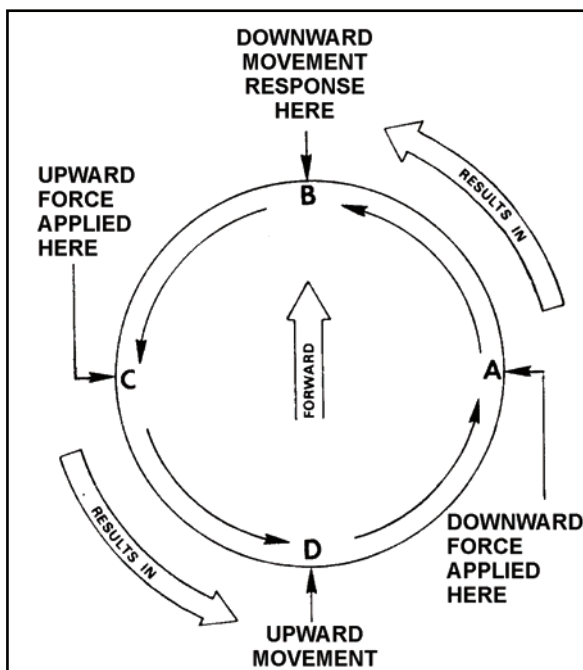 DOWNWARD
MOVEMENT
RESPONSE
HERE
RESULTS IN
UPWARD
FORCE
APPLIED
HERE
B
FORWARD
C
A
RESULTS IN
D
DOWNWARD
FORCE
APPLIED
HERE
UPWARD
MOVEMENT